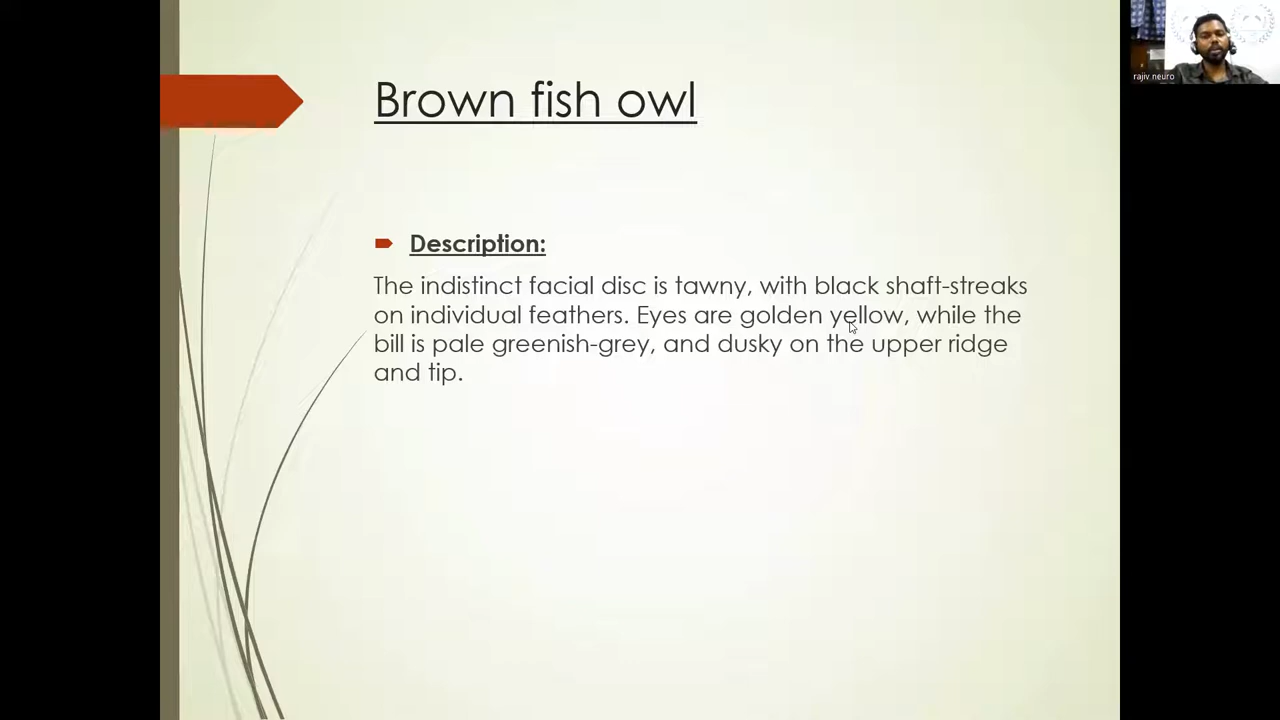 Brown fish owl
rajiv neuro
Description:
The indistinct facial disc is tawny, with black shaft-streaks
on individual feathers. Eyes are golden yellow, while the
bill is pale greenish-grey, and dusky on the upper ridge
and tip.